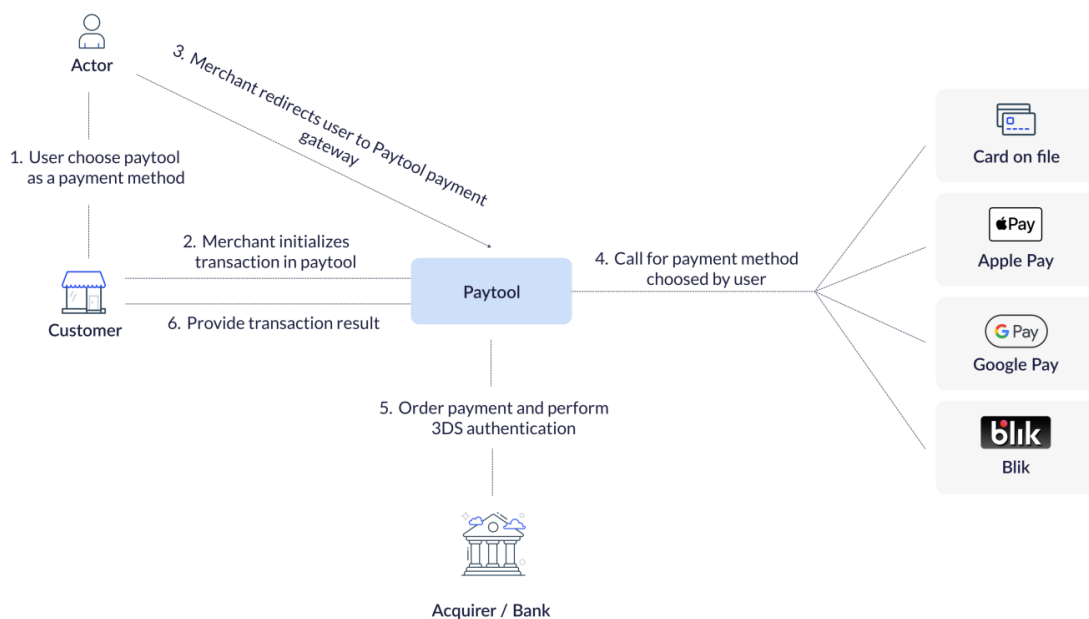 Actor
3. Merchant redirects user to Paytool payment
gateway
1. User choose paytool
as a payment method
2. Merchant initializes
transaction in paytool
Customer
6. Provide transaction result
Paytool
4. Call for payment method
choosed by user
5. Order payment and perform
3DS authentication
Acquirer / Bank
Card on file
Pay
Apple Pay
G Pay
Google Pay
blik
Blik